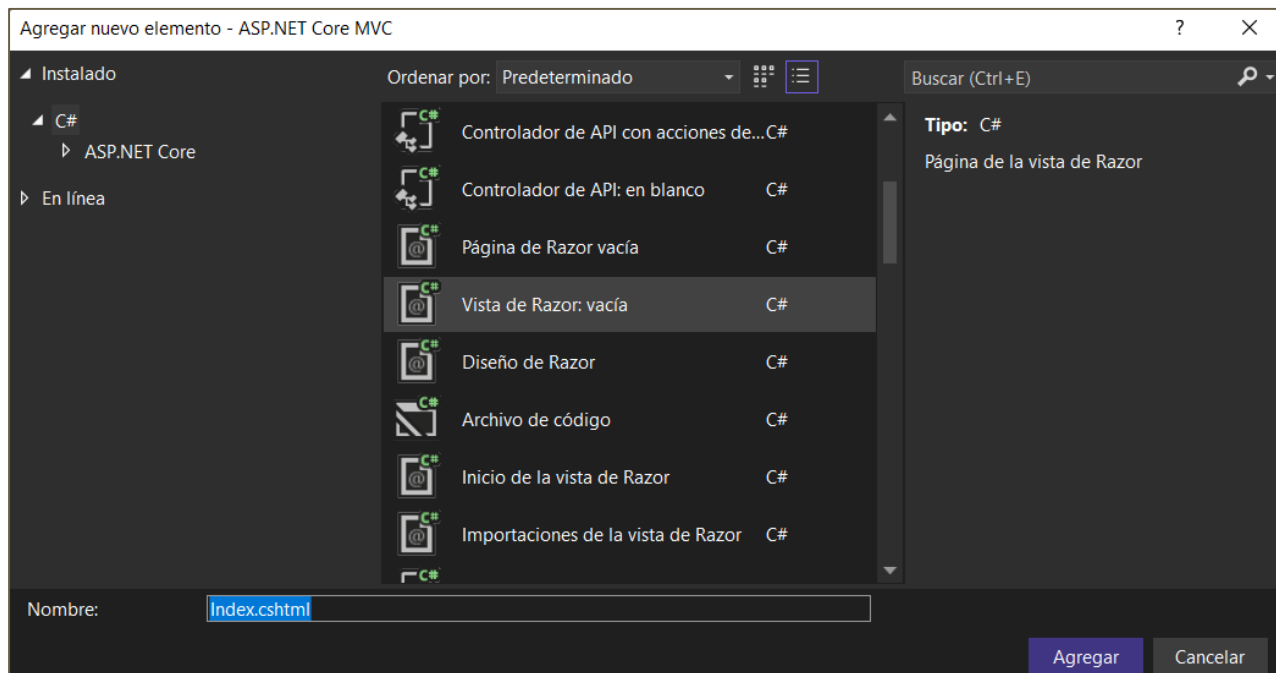 Agregar nuevo elemento - ASP.NET Core MVC ?
Instalado
C#
ASP.NET Core
En línea
Ordenar por: Predeterminado
C# Controlador de API con acciones de...C#
C# Controlador de API: en blanco C#
C# @ Página de Razor vacía C#
C# @ Vista de Razor: vacía C#
C# @ Diseño de Razor C#
C# Archivo de código C#
C# @ Inicio de la vista de Razor C#
C# @ Importaciones de la vista de Razor C#
C#
Buscar (Ctrl+E)
Tipo: C#
Página de la vista de Razor
Nombre: Index.cshtml
Agregar Cancelar